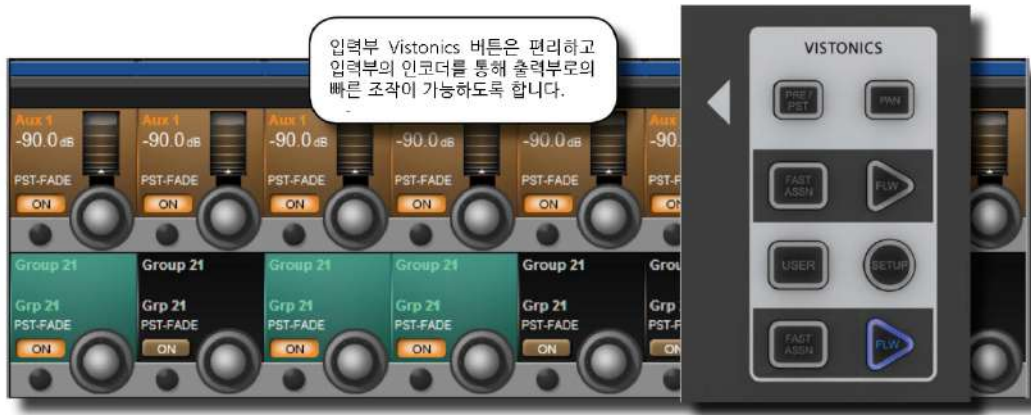 입력부 Vistonics 버튼은 편리하고
입력부의 인코더를 통해 출력부로의
빠른 조작이 가능하도록 합니다.
VISTONICS
PRE/
PST
PAN
FAST
ASSN
FLW
USER
SETUP
FAST
ASSN
FLW
Aux 1
Aux 1
Aux 1
Aux 1
-90.0 dB
-90.0 dB
-90.0 dB
-90.0 dB
-90.0 dB
-90.
PST-FADE
PST-FADE
PST-FADE
PST-FADE
PST-FADE
PST-F
ON
ON
ON
ON
ON
ON
Group 21
Group 21
Group 21
Group 21
Group 21
Grou
Grp 21
Grp 21
Grp 21
Grp 21
Grp 21
Grp
PST-FADE
PST-FADE
PST-FADE
PST-FADE
PST-FADE
PST-F
ON
ON
ON
ON
ON
ON